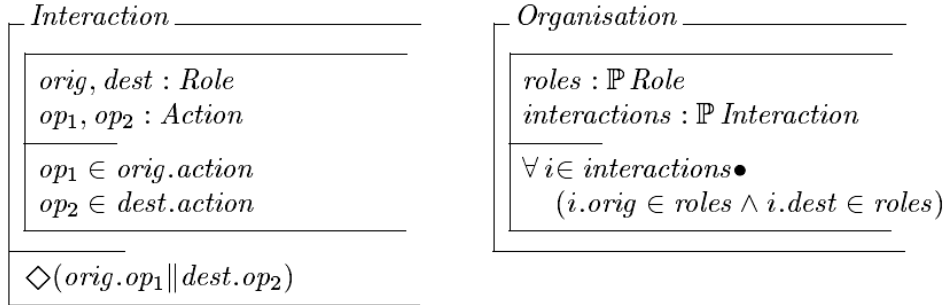 Interaction
orig, dest : Role
op₁, op₂ : Action
op₁ ∈ orig.action
op₂ ∈ dest.action
◇(orig.op₁‖dest.op₂)
Organisation
roles : ℙ Role
interactions : ℙ Interaction
∀ i∈ interactions•
(i.orig ∈ roles ∧ i.dest ∈ roles)